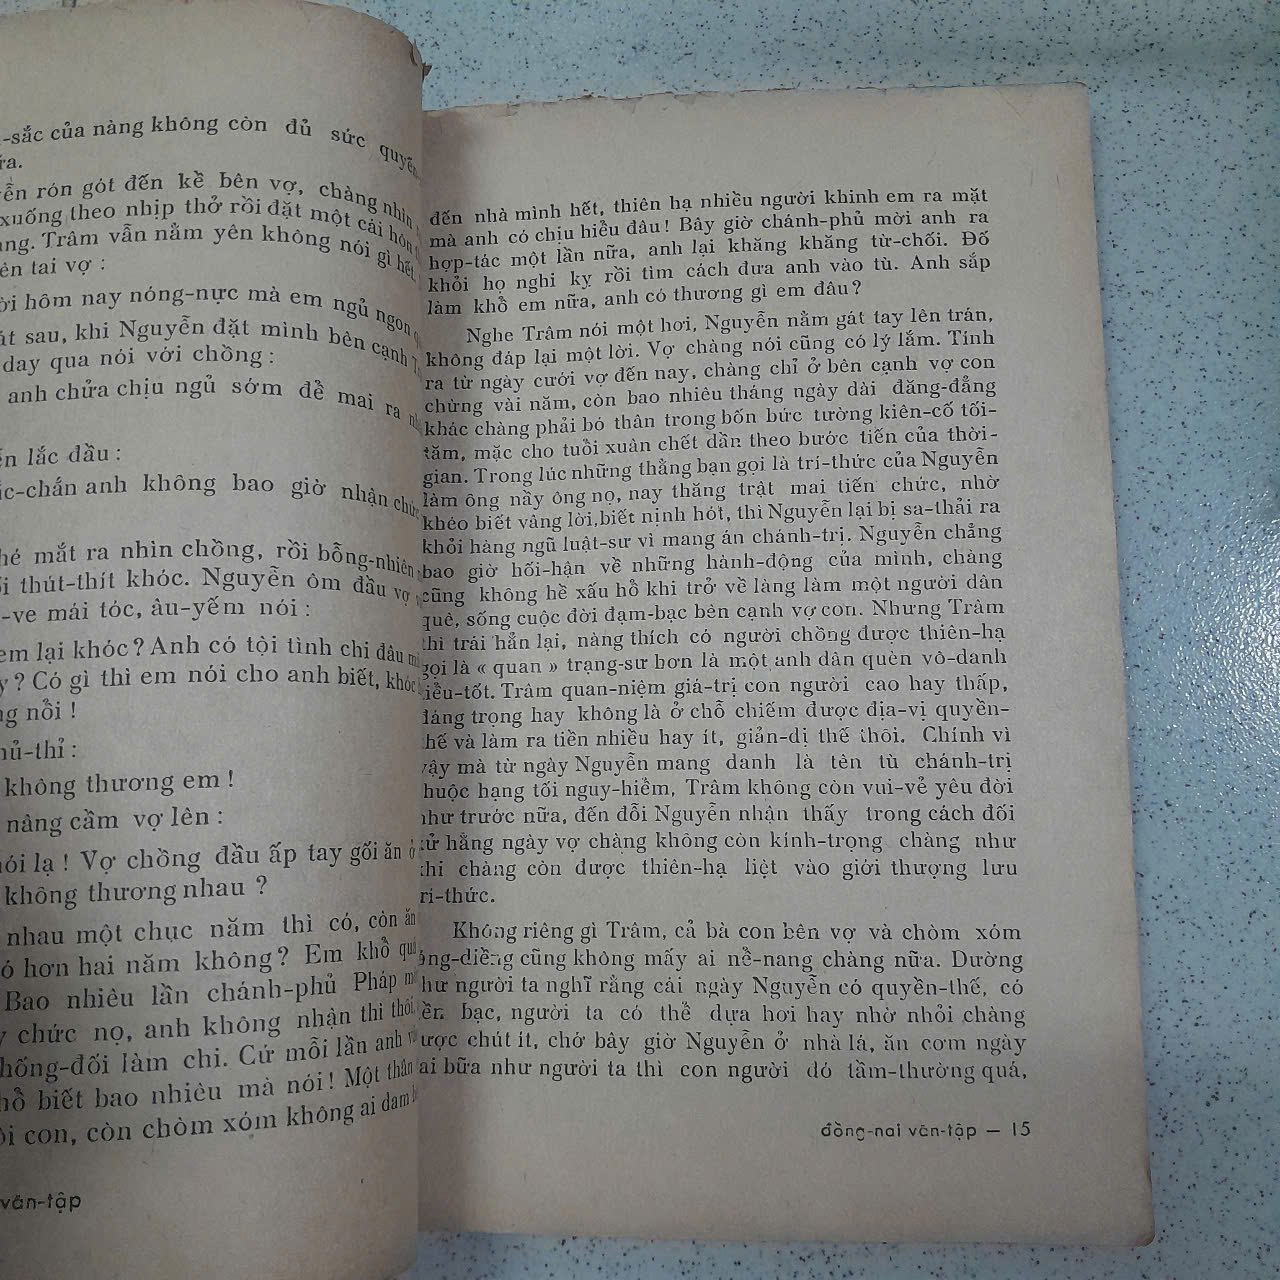 -sắc của nàng không còn đủ sức quyến
rón gót đến kề bên vợ, chàng nhìn
xuống theo nhịp thở rồi đặt một cái hôn
Trâm vẫn nằm yên không nói gì hết,
tai vợ :
hôm nay nóng-nực mà em ngủ ngon
sau, khi Nguyễn đặt mình bên cạnh
day qua nói với chồng :
anh chửa chịu ngủ sớm để mai ra
lắc đầu :
anh không bao giờ nhận chức
mắt ra nhìn chồng, rồi bỗng-nhiên
thút-thít khóc. Nguyễn ôm đầu vợ
-ve mái tóc, âu-yếm nói :
em lại khóc ? Anh có tội tình chi đâu
? Có gì thì em nói cho anh biết, khóc
nổi !
-thỉ :
không thương em !
nâng cằm vợ lên :
lạ ! Vợ chồng đầu ấp tay gối ăn ở
không thương nhau ?
nhau một chục năm thì có, còn ăn
hơn hai năm không ? Em khổ quá
Bao nhiêu lần chánh-phủ Pháp
chức nọ, anh không nhận thì thôi,
-đối làm chi. Cứ mỗi lần anh
biết bao nhiêu mà nói ! Một thân
con, còn chòm xóm không ai dám
văn-tập
đến nhà mình hết, thiên hạ nhiều người khinh em ra mặt
mà anh có chịu hiểu đâu ! Bây giờ chánh-phủ mời anh ra
hợp-tác một lần nữa, anh lại khăng khăng từ-chối. Đố
khỏi họ nghi kỵ rồi tìm cách đưa anh vào tù. Anh sắp
làm khổ em nữa, anh có thương gì em đâu ?
Nghe Trâm nói một hơi, Nguyễn nằm gát tay lên trán,
không đáp lại một lời. Vợ chàng nói cũng có lý lắm. Tính
ra từ ngày cưới vợ đến nay, chàng chỉ ở bên cạnh vợ con
chừng vài năm, còn bao nhiêu tháng ngày dài đăng-đẳng
khác chàng phải bó thân trong bốn bức tường kiên-cố tối-
tăm, mặc cho tuổi xuân chết dần theo bước tiến của thời-
gian. Trong lúc những thằng bạn gọi là trí-thức của Nguyễn
làm ông nầy ông nọ, nay thăng trật mai tiến chức, nhờ
khéo biết vâng lời,biết nịnh hót, thì Nguyễn lại bị sa-thải ra
khỏi hàng ngũ luật-sư vì mang án chánh-trị. Nguyễn chẳng
bao giờ hối-hận về những hành-động của mình, chàng
cũng không hề xấu hổ khi trở về làng làm một người dân
quê, sống cuộc đời đạm-bạc bên cạnh vợ con. Nhưng Trâm
thì trái hẳn lại, nàng thích có người chồng được thiên-hạ
gọi là « quan » trạng-sư hơn là một anh dân quèn vô-danh
tiểu-tốt. Trâm quan-niệm giá-trị con người cao hay thấp,
đáng trọng hay không là ở chỗ chiếm được địa-vị quyền-
thế và làm ra tiền nhiều hay ít, giản-dị thế thôi. Chính vì
vậy mà từ ngày Nguyễn mang danh là tên tù chánh-trị
thuộc hạng tối nguy-hiểm, Trâm không còn vui-vẻ yêu đời
như trước nữa, đến đỗi Nguyễn nhận thấy trong cách đối
xử hằng ngày vợ chàng không còn kính-trọng chàng như
khi chàng còn được thiên-hạ liệt vào giới thượng lưu
trí-thức.
Không riêng gì Trâm, cả bà con bên vợ và chòm xóm
láng-diềng cũng không mấy ai nể-nang chàng nữa. Dường
như người ta nghĩ rằng cái ngày Nguyễn có quyền-thế, có
tiền bạc, người ta có thể dựa hơi hay nhờ nhỏi chàng
được chút ít, chớ bây giờ Nguyễn ở nhà lá, ăn cơm ngày
hai bữa như người ta thì con người đó tầm-thường quá,
đồng-nai văn-tập — 15